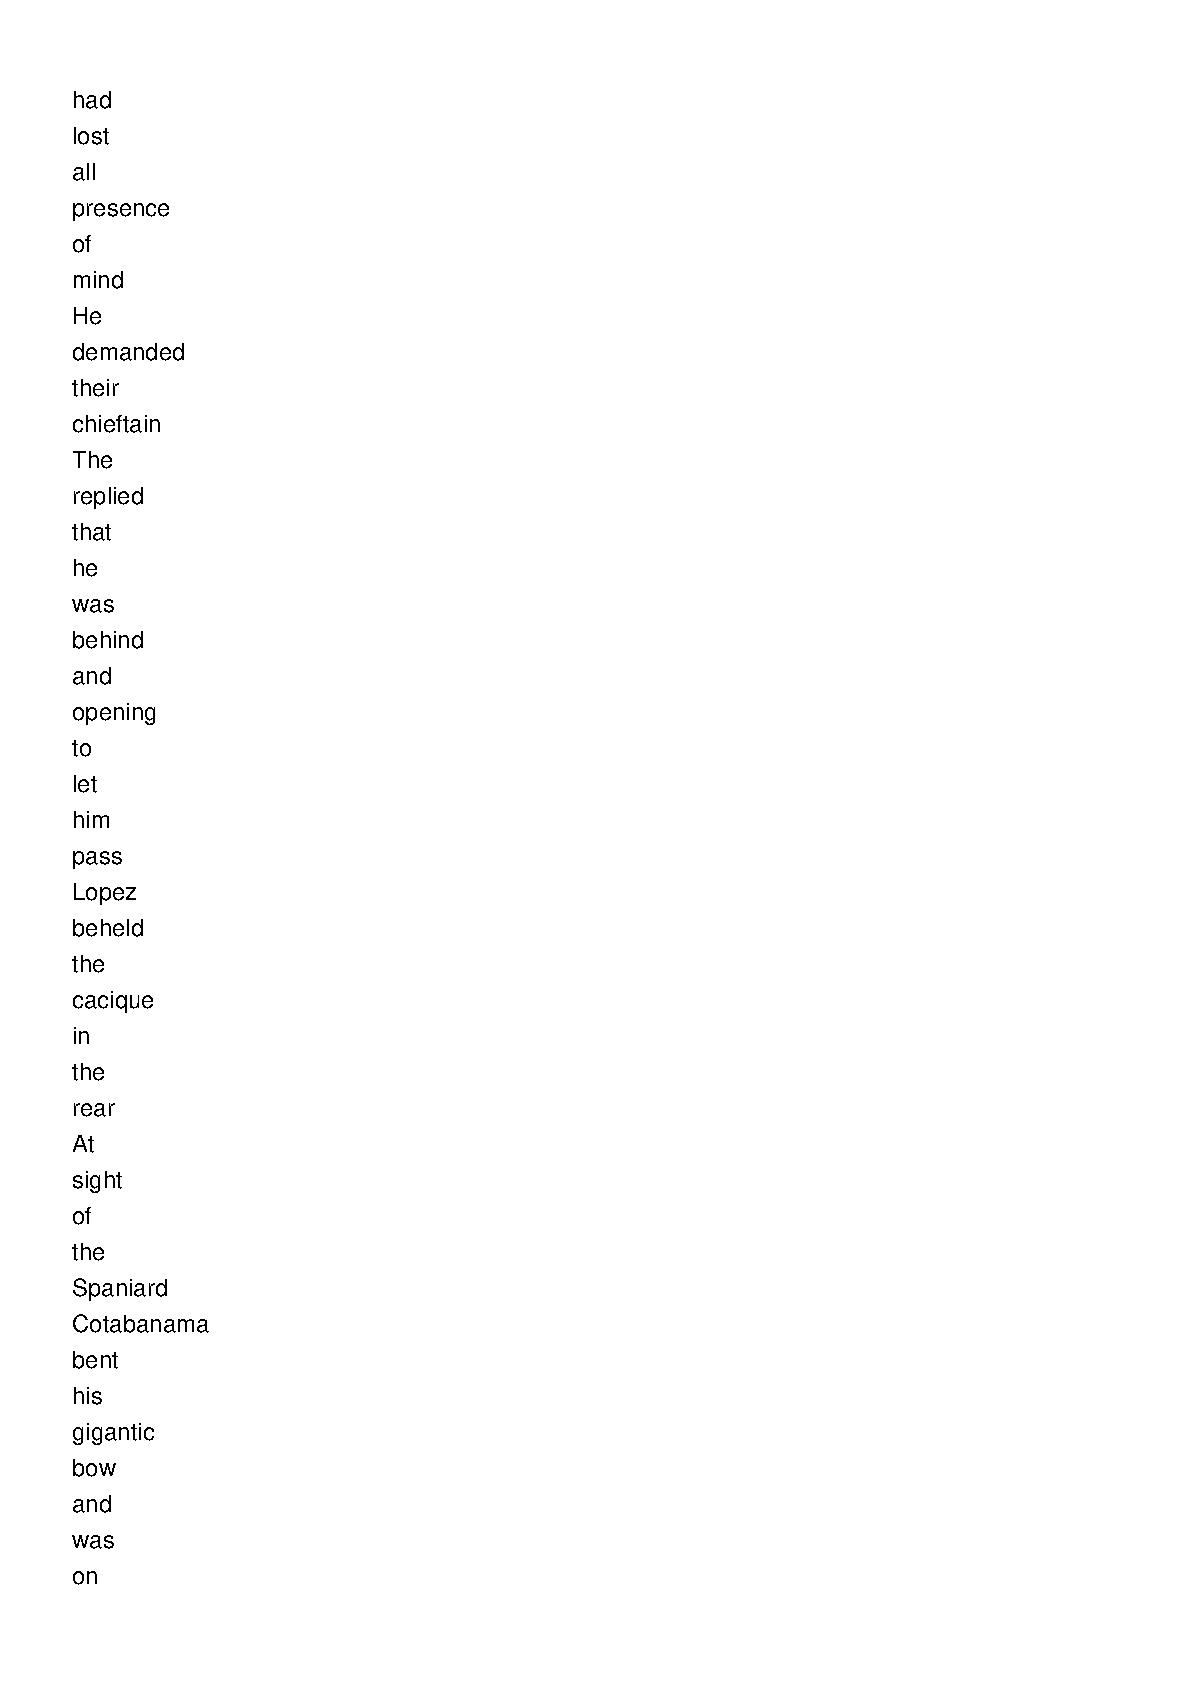 had
lost
all
presence
of
mind
He
demanded
their
chieftain
The
replied
that
he
was
behind
and
opening
to
let
him
pass
Lopez
beheld
the
cacique
in
the
rear
At
sight
of
the
Spaniard
Cotabanama
bent
his
gigantic
bow
and
was
on